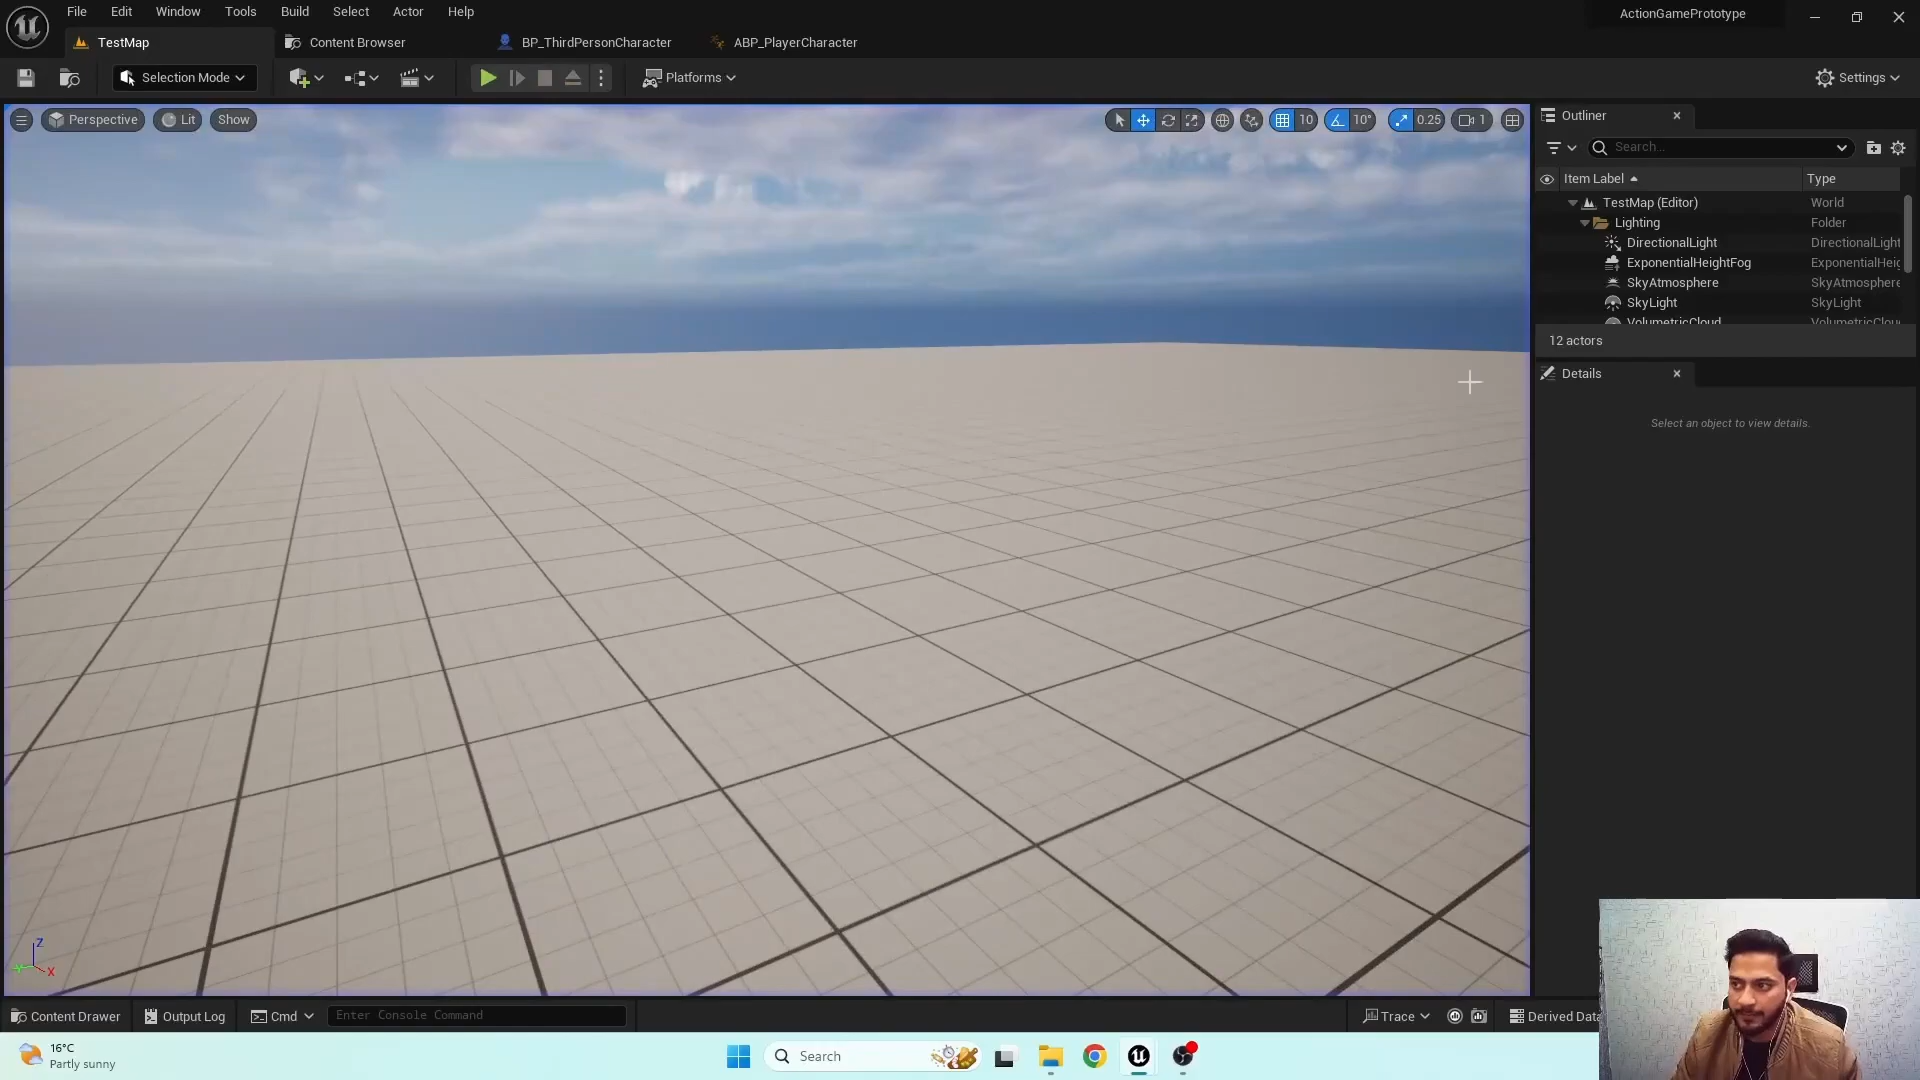 File Edit Window Tools Build Select Actor Help
ActionGamePrototype
TestMap Content Browser BP_ThirdPersonCharacter ABP_PlayerCharacter
Selection Mode Platforms Settings
Perspective Lit Show 10 10° 0.25 1
Outliner
Search...
Item Label Type
TestMap (Editor) World
Lighting Folder
DirectionalLight DirectionalLight
ExponentialHeightFog ExponentialHeig
SkyAtmosphere SkyAtmosphere
SkyLight SkyLight
VolumetricCloud VolumetricClou
12 actors
Details
Select an object to view details.
Z
X
Content Drawer Output Log Cmd Enter Console Command Trace Derived Data
16°C
Partly sunny
Search